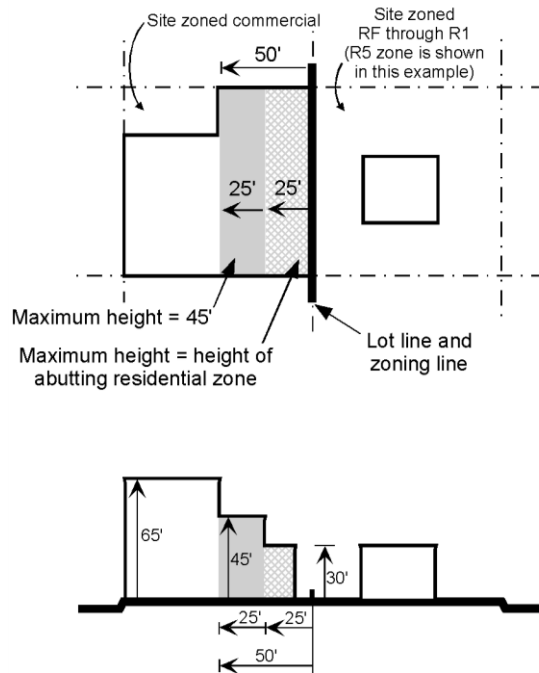 Site zoned commercial
Site zoned
RF through R1
(R5 zone is shown
in this example)
50'
25'
25'
Maximum height = 45'
Maximum height = height of
abutting residential zone
Lot line and
zoning line
65'
45'
30'
25'
25'
50'